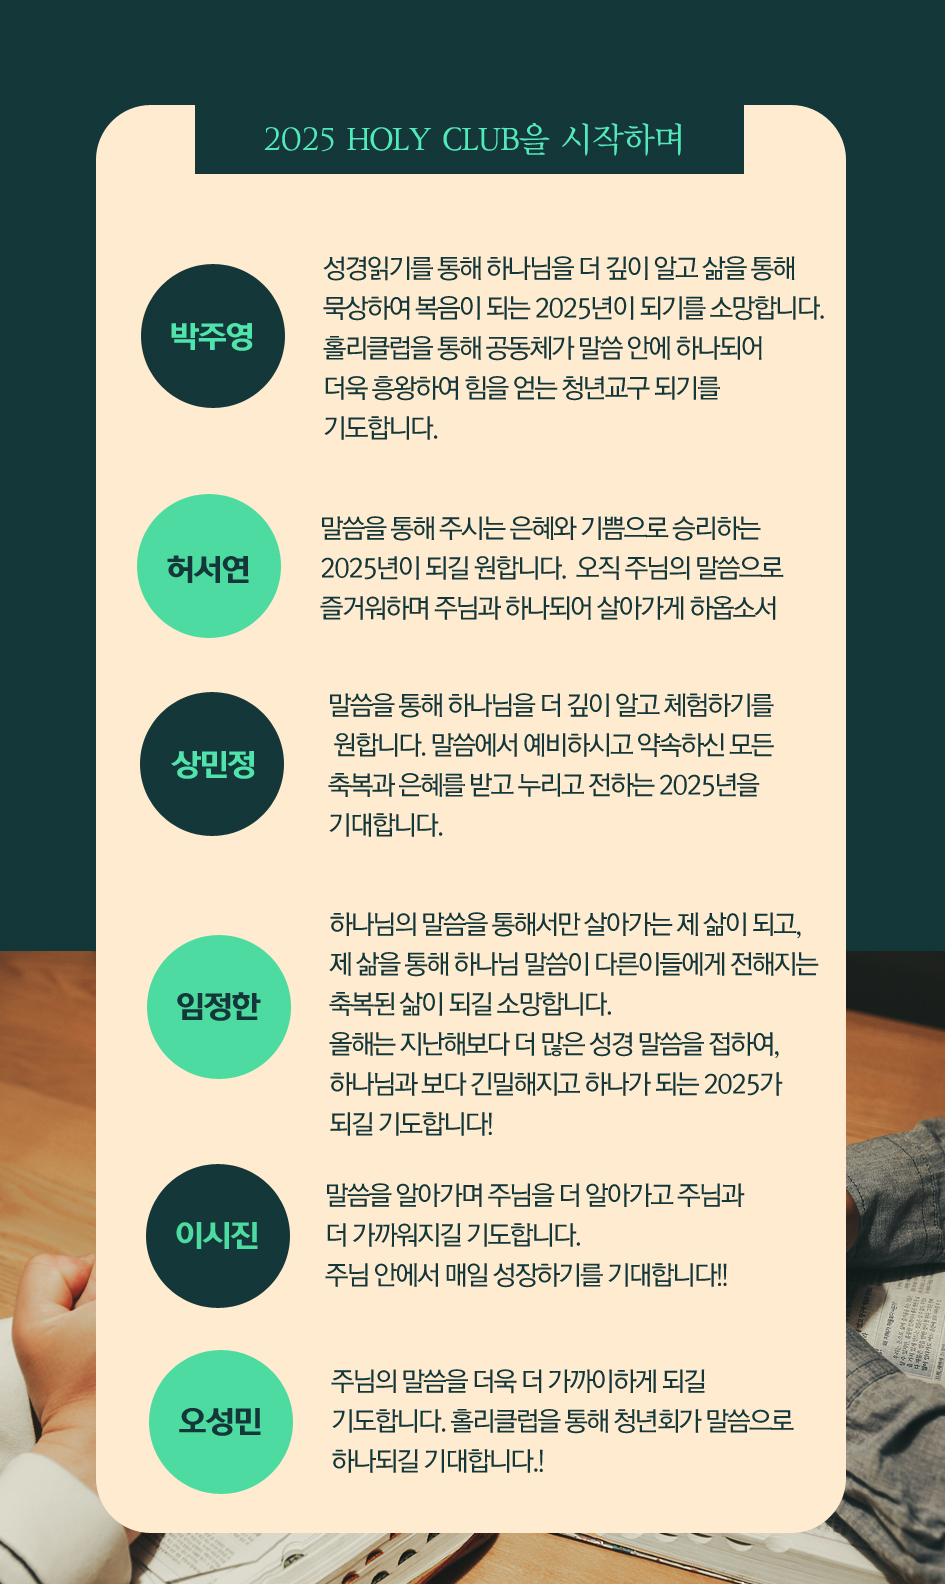 2025 HOLY CLUB을 시작하며
박주영
성경읽기를 통해 하나님을 더 깊이 알고 삶을 통해
묵상하여 복음이 되는 2025년이 되기를 소망합니다.
홀리클럽을 통해 공동체가 말씀 안에 하나되어
더욱 흥왕하여 힘을 얻는 청년교구 되기를
기도합니다.
허서연
말씀을 통해 주시는 은혜와 기쁨으로 승리하는
2025년이 되길 원합니다. 오직 주님의 말씀으로
즐거워하며 주님과 하나되어 살아가게 하옵소서
상민정
말씀을 통해 하나님을 더 깊이 알고 체험하기를
원합니다. 말씀에서 예비하시고 약속하신 모든
축복과 은혜를 받고 누리고 전하는 2025년을
기대합니다.
임정한
하나님의 말씀을 통해서만 살아가는 제 삶이 되고,
제 삶을 통해 하나님 말씀이 다른이들에게 전해지는
축복된 삶이 되길 소망합니다.
올해는 지난해보다 더 많은 성경 말씀을 접하여,
하나님과 보다 긴밀해지고 하나가 되는 2025가
되길 기도합니다!
이시진
말씀을 알아가며 주님을 더 알아가고 주님과
더 가까워지길 기도합니다.
주님 안에서 매일 성장하기를 기대합니다!!
오성민
주님의 말씀을 더욱 더 가까이하게 되길
기도합니다. 홀리클럽을 통해 청년회가 말씀으로
하나되길 기대합니다.!